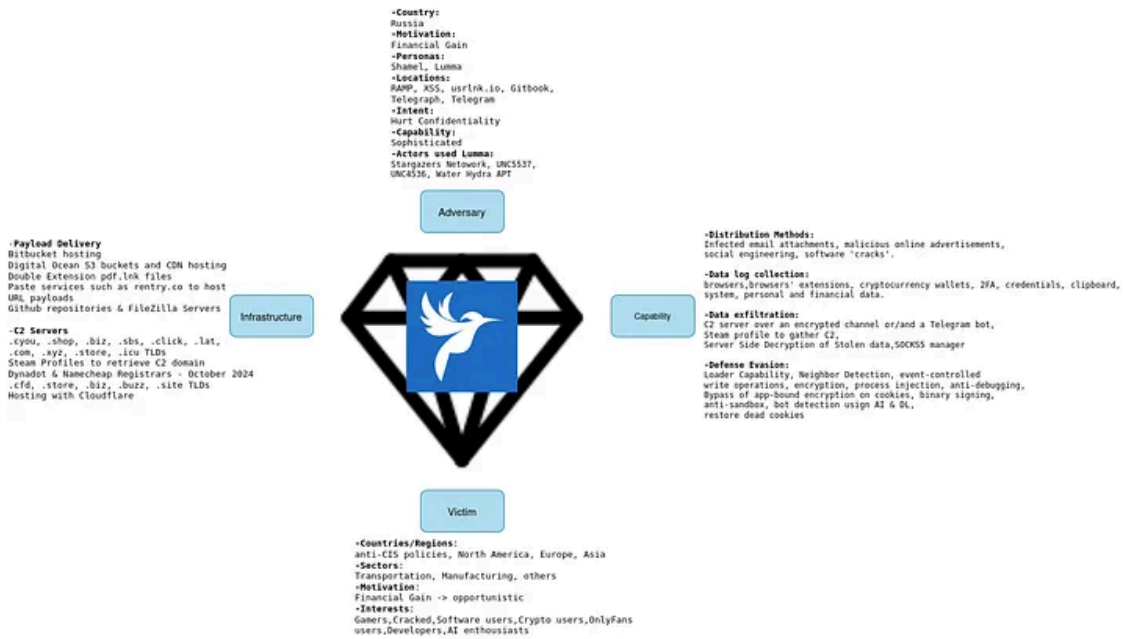 -Country:
Russia
-Motivation:
Financial Gain
-Personas:
Shamel, Lumma
-Locations:
RAMP, XSS, usrlnk.io, Gitbook,
Telegraph, Telegram
-Intent:
Hurt Confidentiality
-Capability:
Sophisticated
-Actors used Lumma:
Stargazers Netowork, UNC5537,
UNC4536, Water Hydra APT
Adversary
-Payload Delivery
Bitbucket hosting
Digital Ocean S3 buckets and CDN hosting
Double Extension pdf.lnk files
Paste services such as rentry.co to host
URL payloads
Github repositories & FileZilla Servers
-C2 Servers
.cyou, .shop, .biz, .sbs, .click, .lat,
.com, .xyz, .store, .icu TLDs
Steam Profiles to retrieve C2 domain
Dynadot & Namecheap Registrars - October 2024
.cfd, .store, .biz, .buzz, .site TLDs
Hosting with Cloudflare
Infrastructure
Capability
-Distribution Methods:
Infected email attachments, malicious online advertisements,
social engineering, software 'cracks'.
-Data log collection:
browsers,browsers' extensions, cryptocurrency wallets, 2FA, credentials, clipboard,
system, personal and financial data.
-Data exfiltration:
C2 server over an encrypted channel or/and a Telegram bot,
Steam profile to gather C2,
Server Side Decryption of Stolen data,SOCKS5 manager
-Defense Evasion:
Loader Capability, Neighbor Detection, event-controlled
write operations, encryption, process injection, anti-debugging,
Bypass of app-bound encryption on cookies, binary signing,
anti-sandbox, bot detection usign AI & DL,
restore dead cookies
Victim
-Countries/Regions:
anti-CIS policies, North America, Europe, Asia
-Sectors:
Transportation, Manufacturing, others
-Motivation:
Financial Gain -> opportunistic
-Interests:
Gamers,Cracked,Software users,Crypto users,OnlyFans
users,Developers,AI enthousiasts